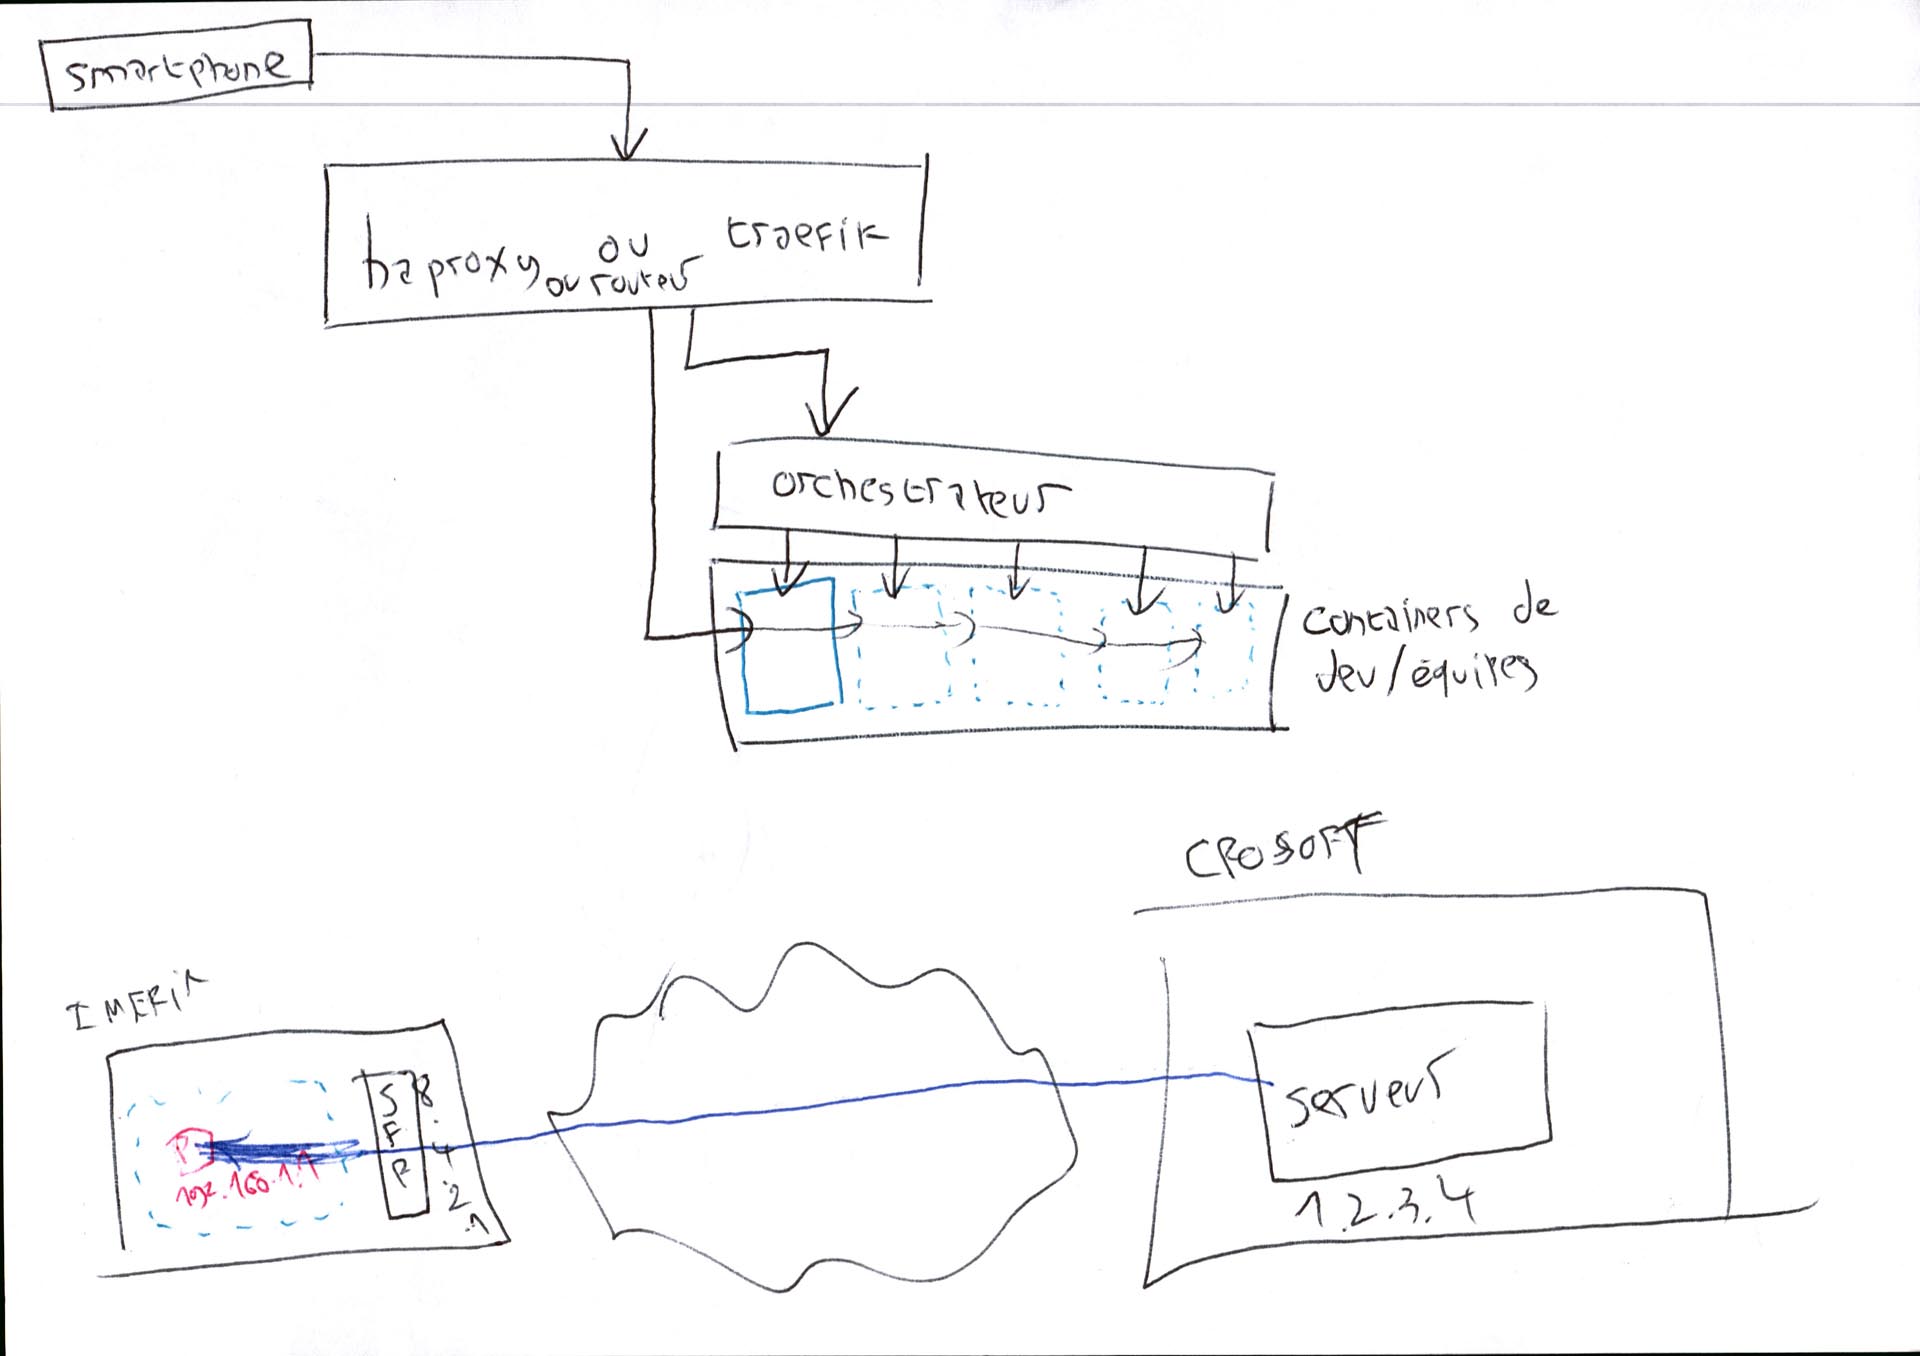 smartphone
haproxy ou traefik
ou routeur
orchestrateur
containers de
dev/équipes
CROSOFT
IMERIR
S
F
R
8.4.2.1
P
192.168.1.1
serveur
1.2.3.4